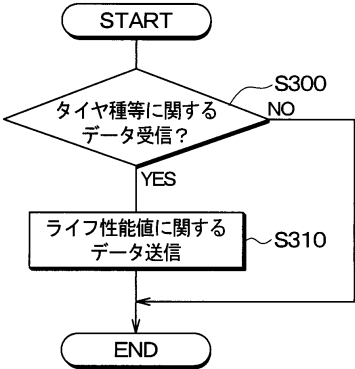 START
S300
タイヤ種等に関する
データ受信？
NO
YES
ライフ性能値に関する
データ送信
S310
END